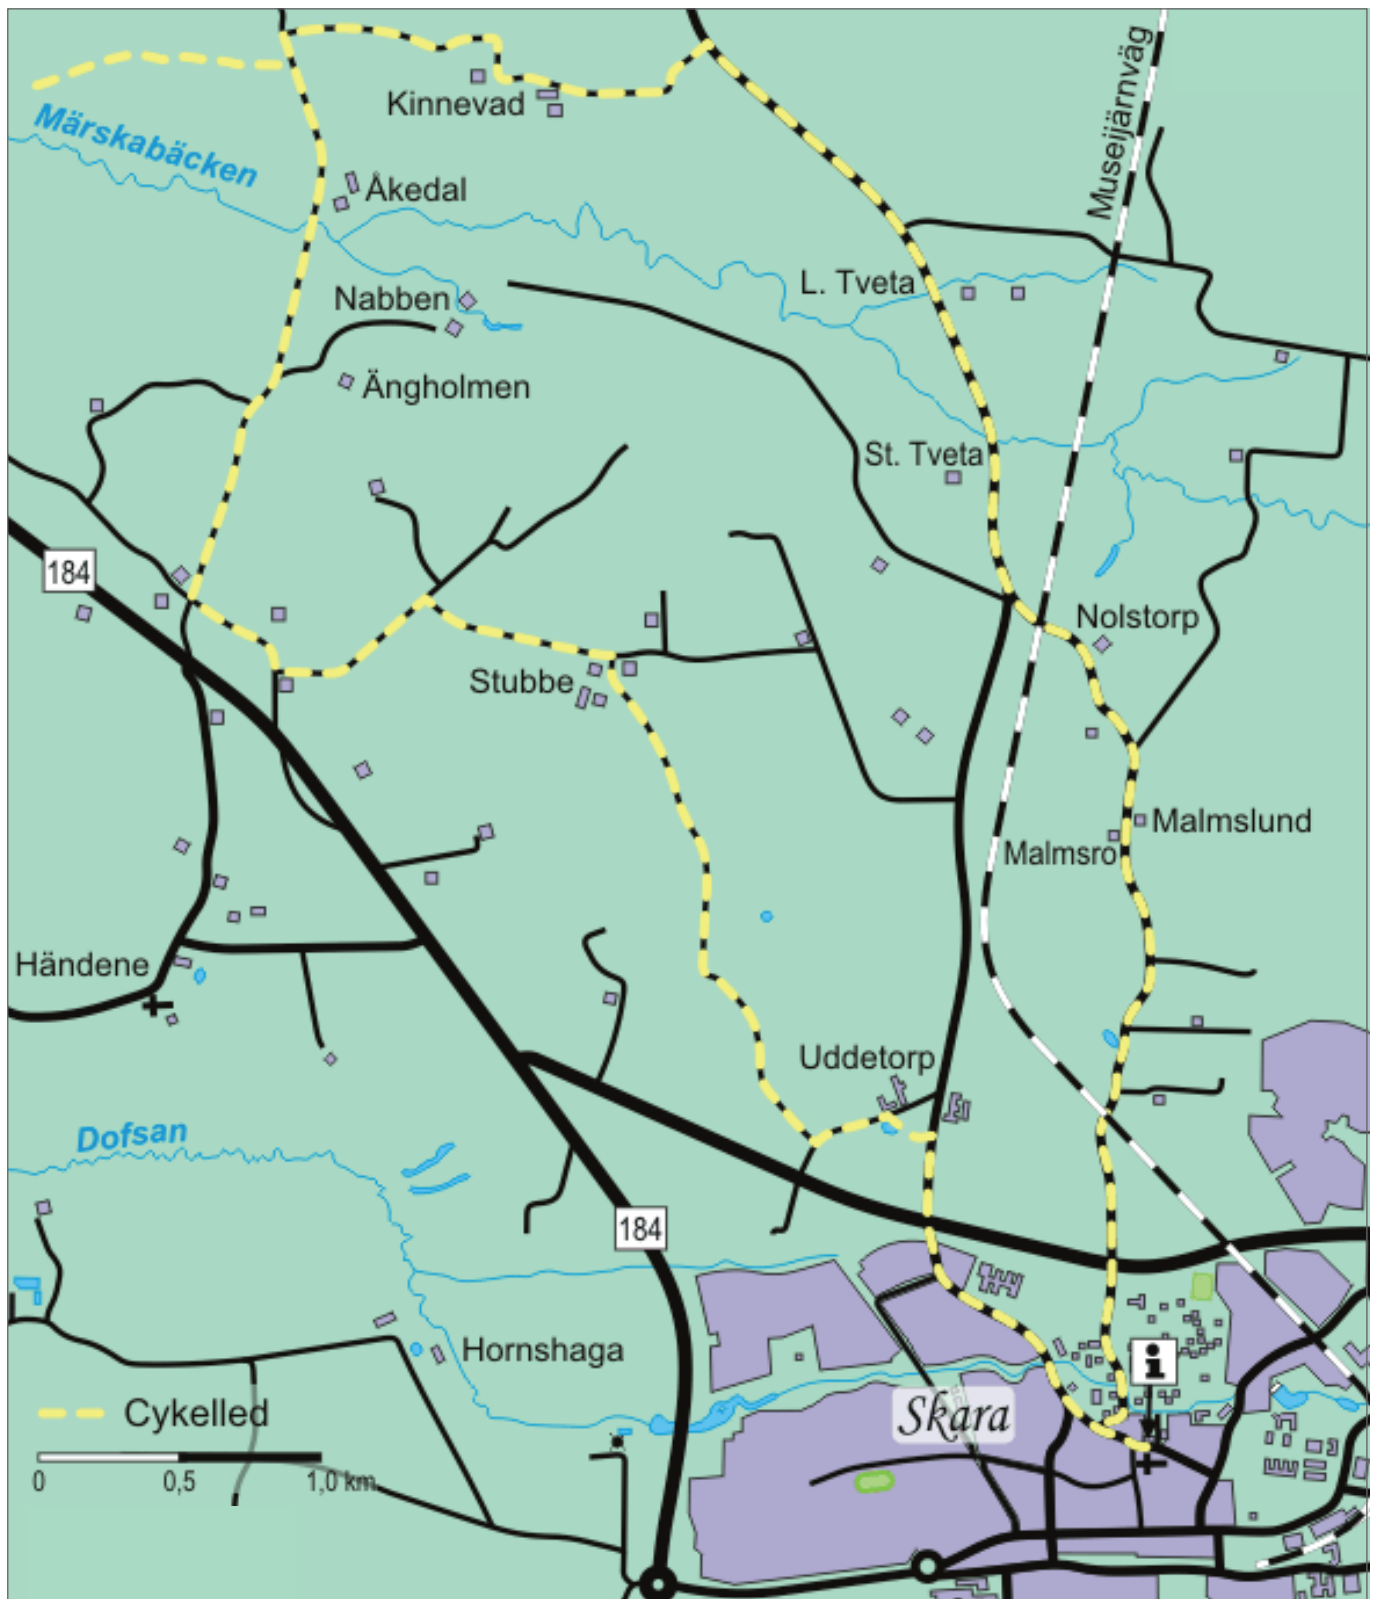 Museijärnväg
Kinnevad
Märskabäcken
Åkedal
L. Tveta
Nabben
Ängholmen
St. Tveta
184
Nolstorp
Stubbe
Malmslund
Malmsro
Händene
Uddetorp
Dofsan
184
Hornshaga
i
Cykelled
Skara
0 0,5 1,0 km